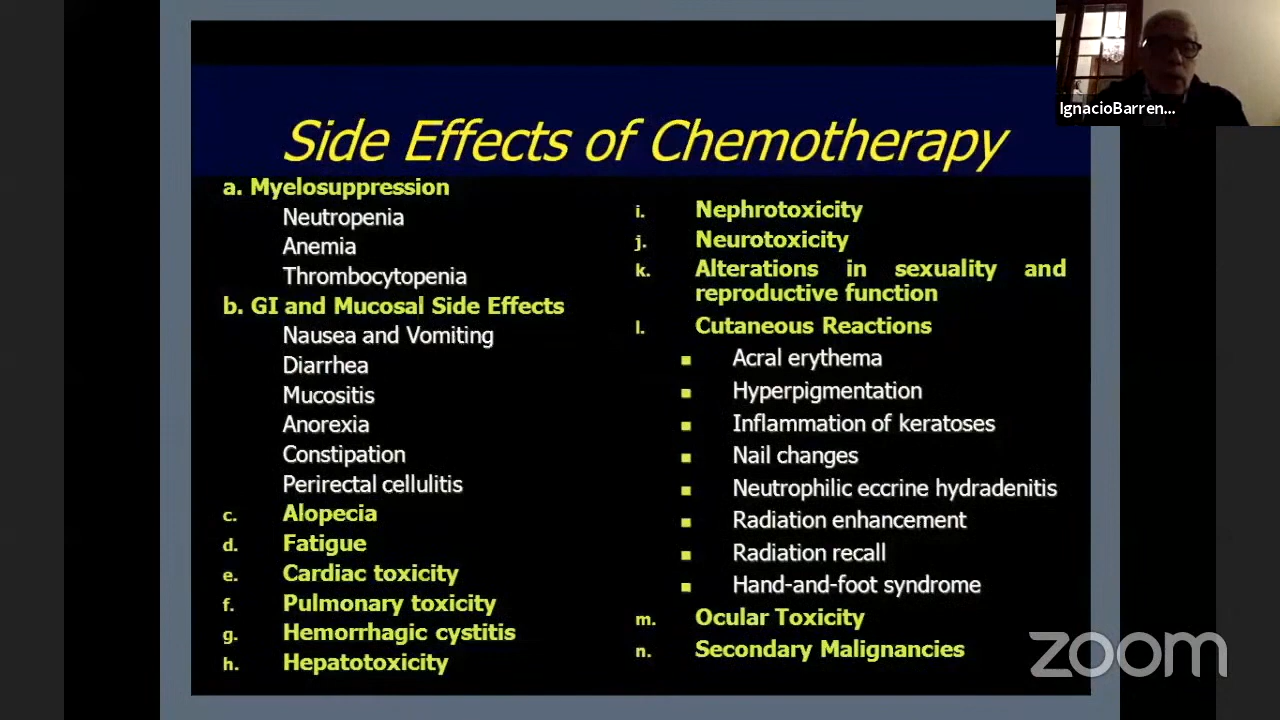 Side Effects of Chemotherapy
a. Myelosuppression
Neutropenia
Anemia
Thrombocytopenia
b. GI and Mucosal Side Effects
Nausea and Vomiting
Diarrhea
Mucositis
Anorexia
Constipation
Perirectal cellulitis
c. Alopecia
d. Fatigue
e. Cardiac toxicity
f. Pulmonary toxicity
g. Hemorrhagic cystitis
h. Hepatotoxicity
i. Nephrotoxicity
j. Neurotoxicity
k. Alterations in sexuality and
reproductive function
l. Cutaneous Reactions
Acral erythema
Hyperpigmentation
Inflammation of keratoses
Nail changes
Neutrophilic eccrine hydradenitis
Radiation enhancement
Radiation recall
Hand-and-foot syndrome
m. Ocular Toxicity
n. Secondary Malignancies
IgnacioBarren...
zoom